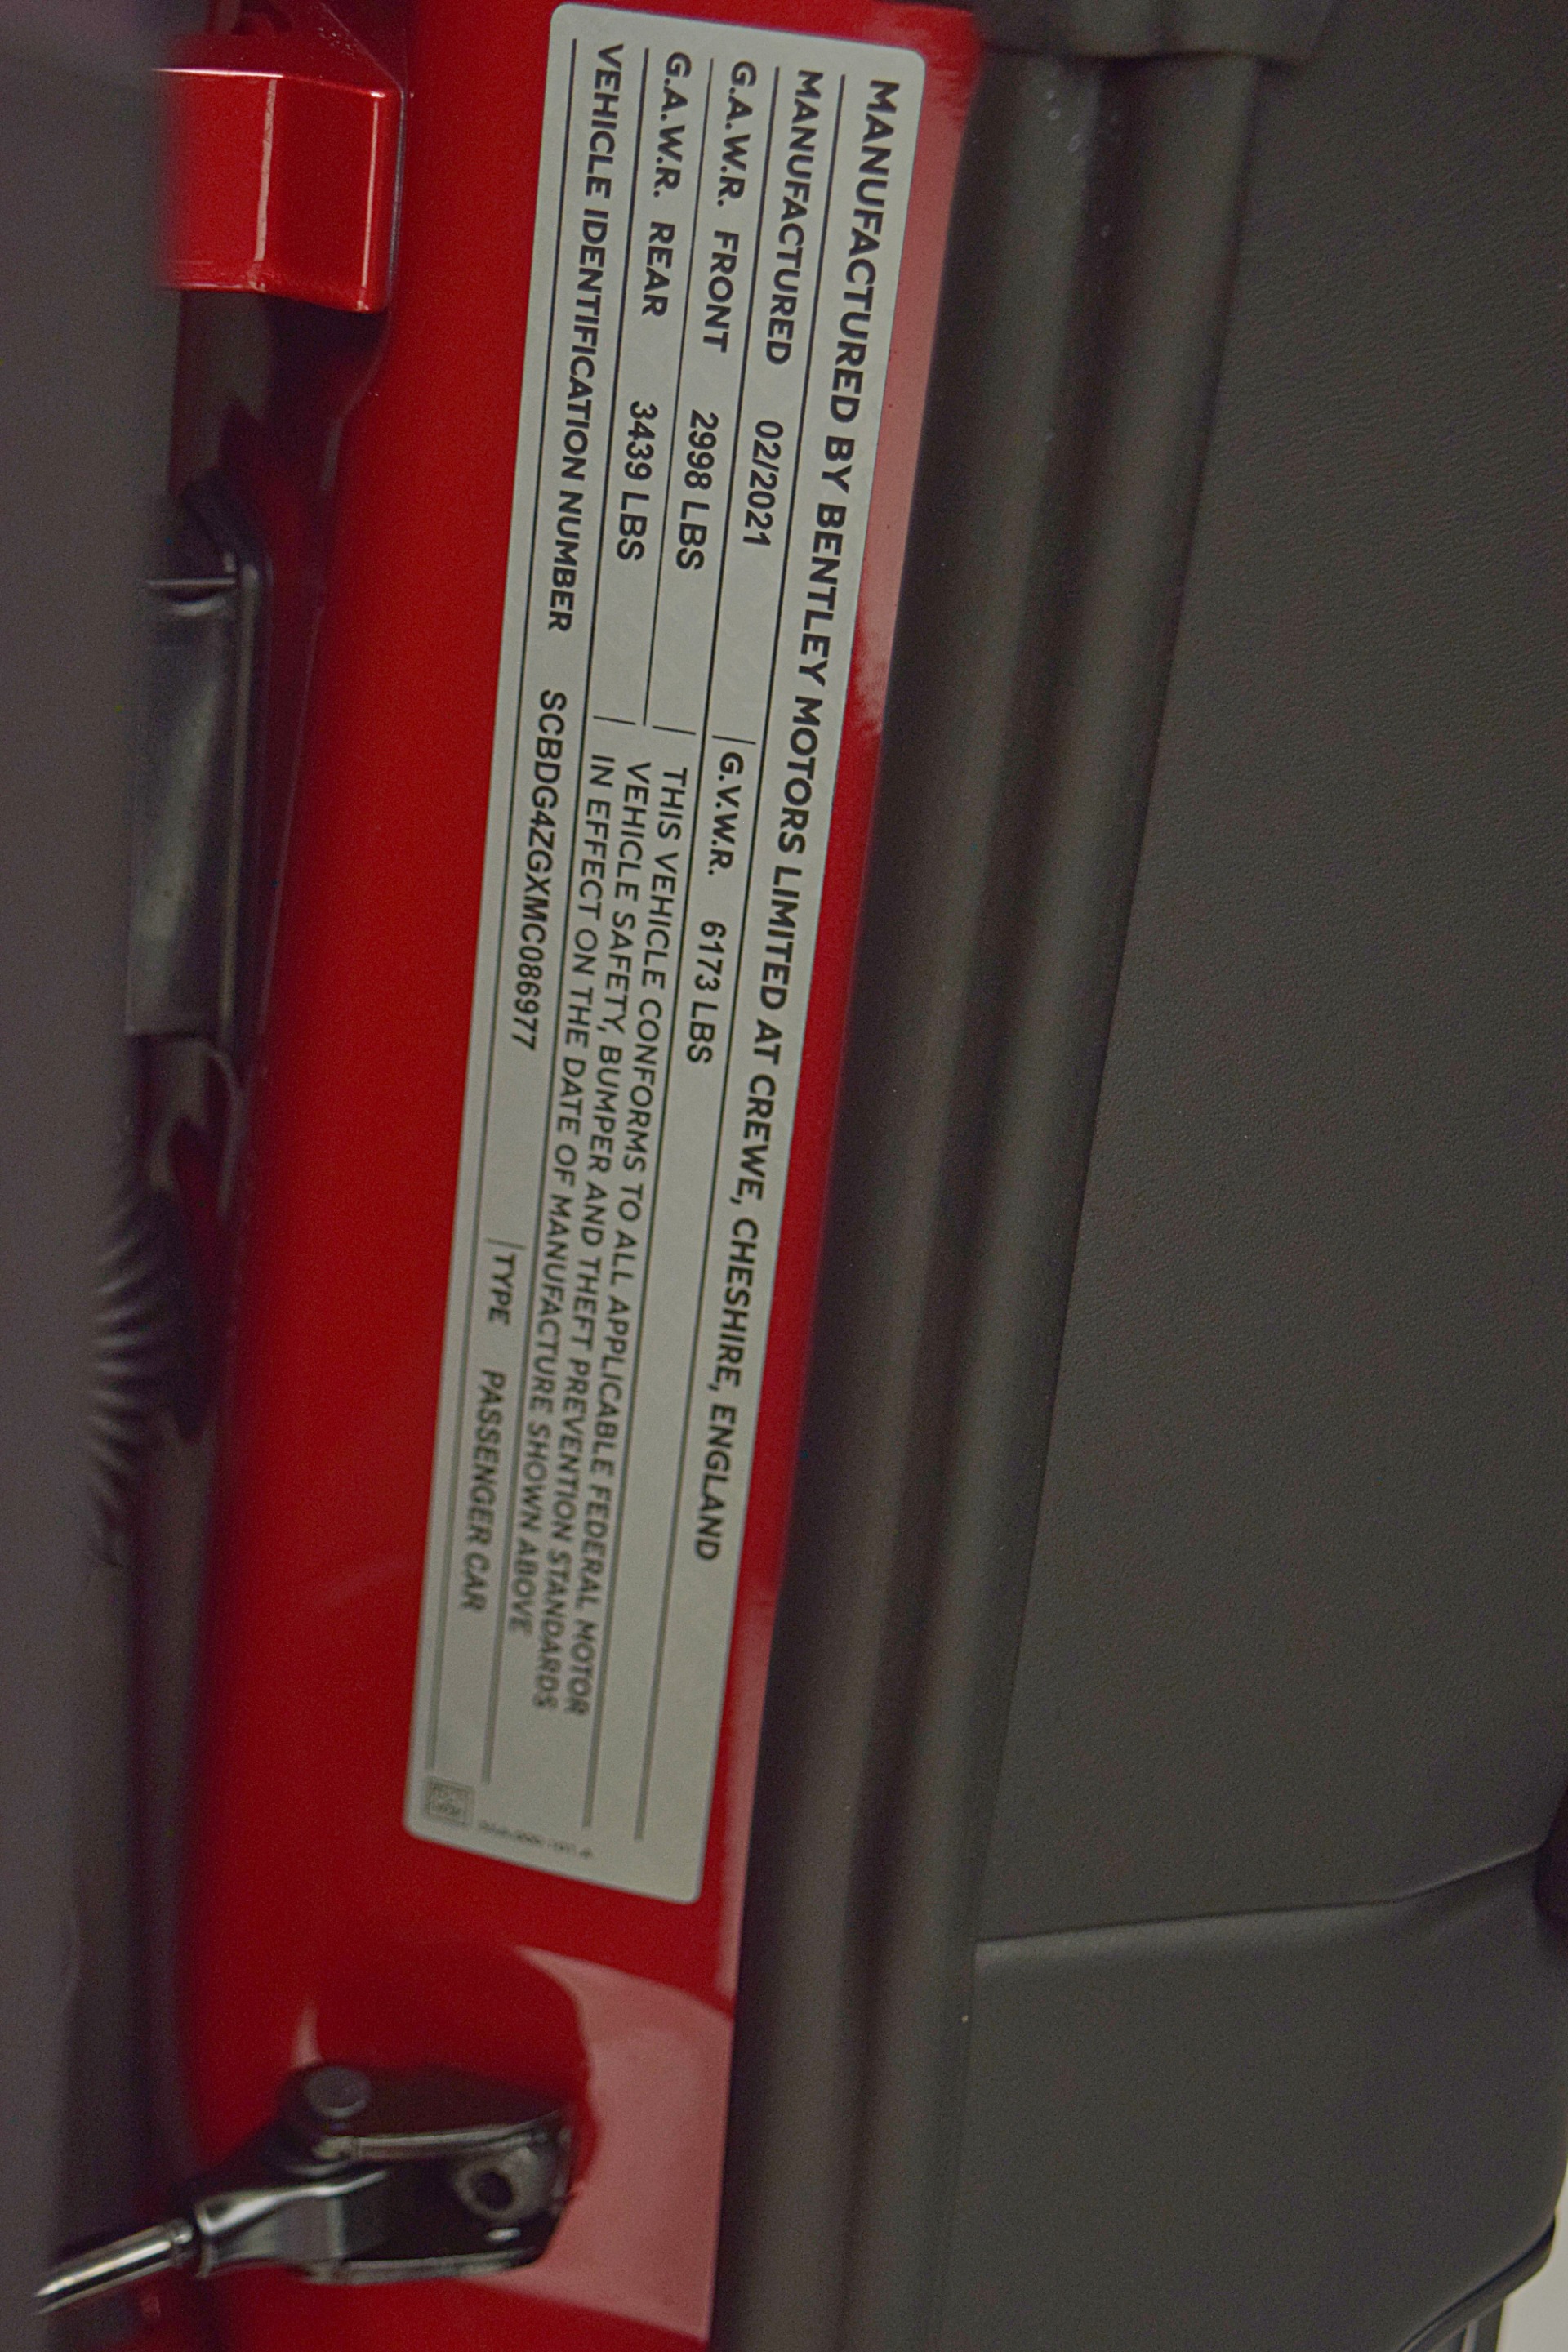 MANUFACTURED BY BENTLEY MOTORS LIMITED AT CREWE, CHESHIRE, ENGLAND
MANUFACTURED 02/2021
G.A.W.R. FRONT 2998 LBS G.V.W.R. 6173 LBS
G.A.W.R. REAR 3439 LBS THIS VEHICLE CONFORMS TO ALL APPLICABLE FEDERAL MOTOR
VEHICLE SAFETY, BUMPER AND THEFT PREVENTION STANDARDS
IN EFFECT ON THE DATE OF MANUFACTURE SHOWN ABOVE
VEHICLE IDENTIFICATION NUMBER SCBDG4ZGXMC086977 TYPE PASSENGER CAR